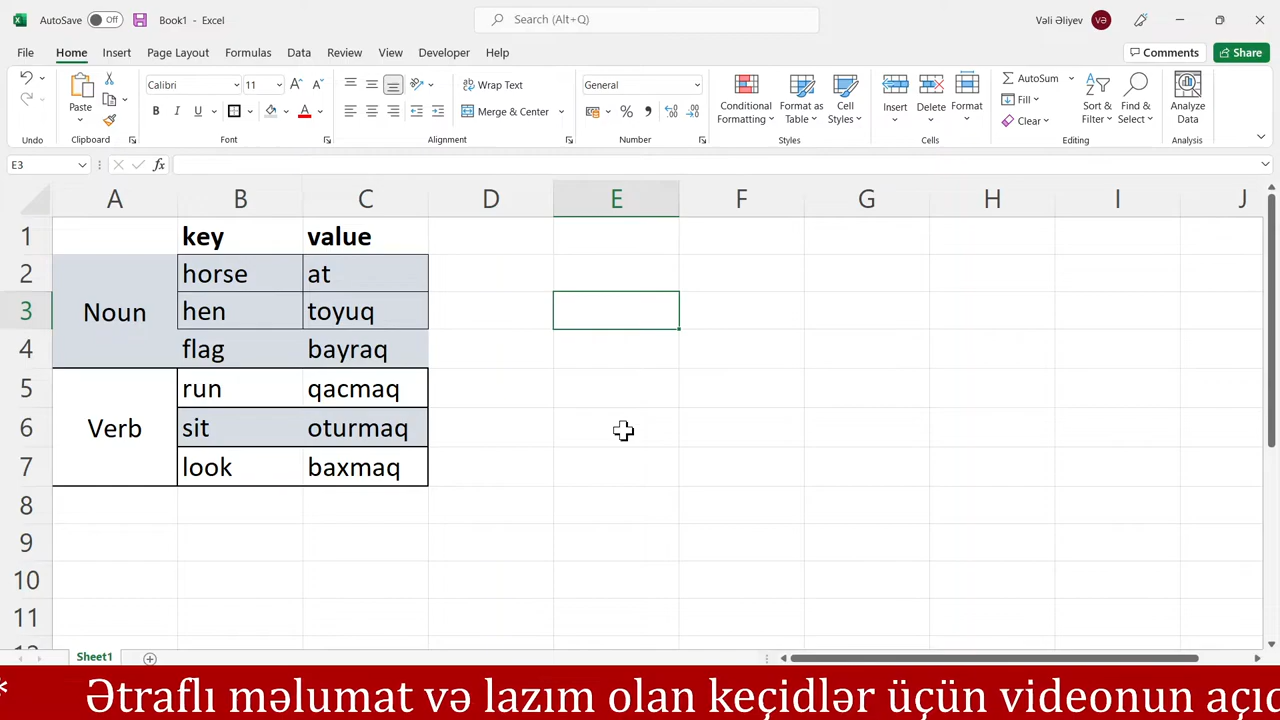 AutoSave Off Book1 - Excel Search (Alt+Q) Vəli Əliyev VƏ
File Home Insert Page Layout Formulas Data Review View Developer Help Comments Share
Calibri 11 Wrap Text General AutoSum
Paste B I U A Merge & Center % Conditional Formatting Format as Table Cell Styles Insert Delete Format Fill Sort & Filter Find & Select Analyze Data
Clear
Undo Clipboard Font Alignment Number Styles Cells Editing Analysis
E3 fx
A B C D E F G H I J
1 key value
2 horse at
3 Noun hen toyuq
4 flag bayraq
5 run qacmaq
6 Verb sit oturmaq
7 look baxmaq
8
9
10
11
Sheet1
* Ətraflı məlumat və lazım olan keçidlər üçün videonun açıq